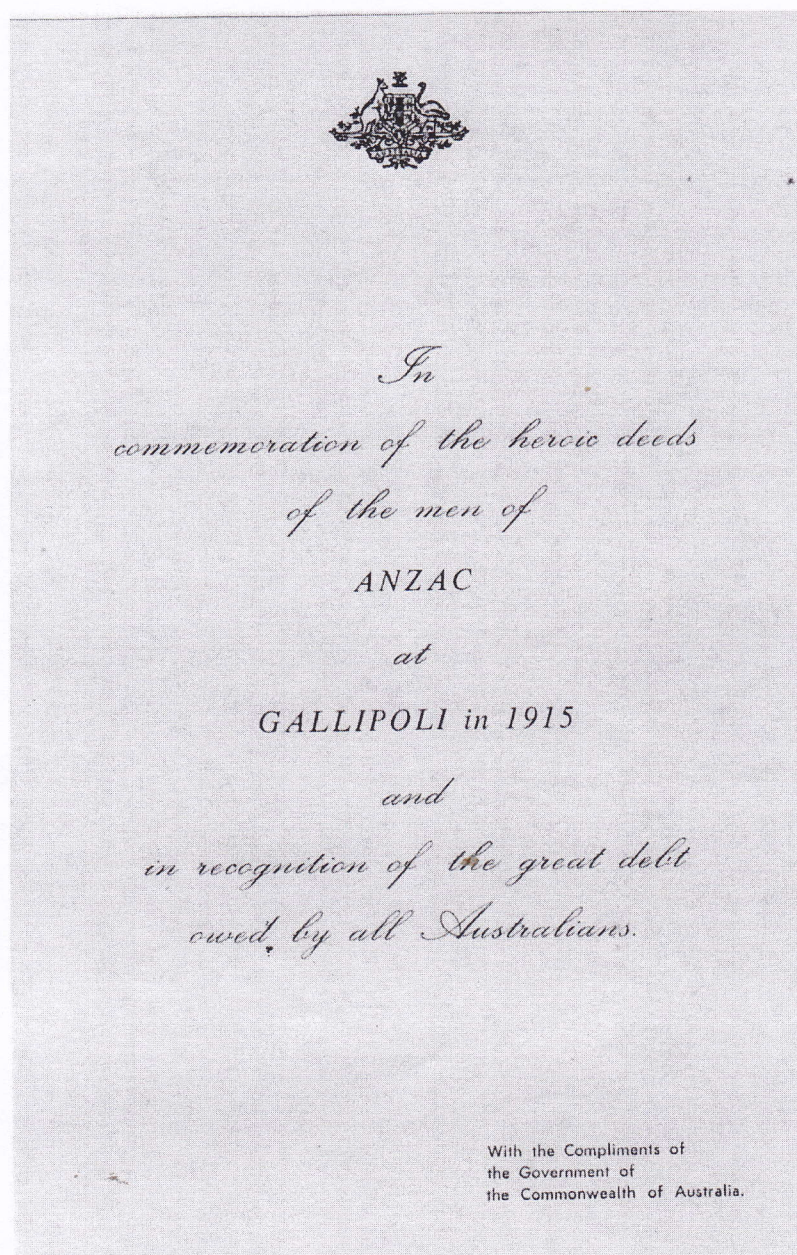 In
commemoration of the heroic deeds
of the men of
ANZAC
at
GALLIPOLI in 1915
and
in recognition of the great debt
owed by all Australians.
With the Compliments of
the Government of
the Commonwealth of Australia.